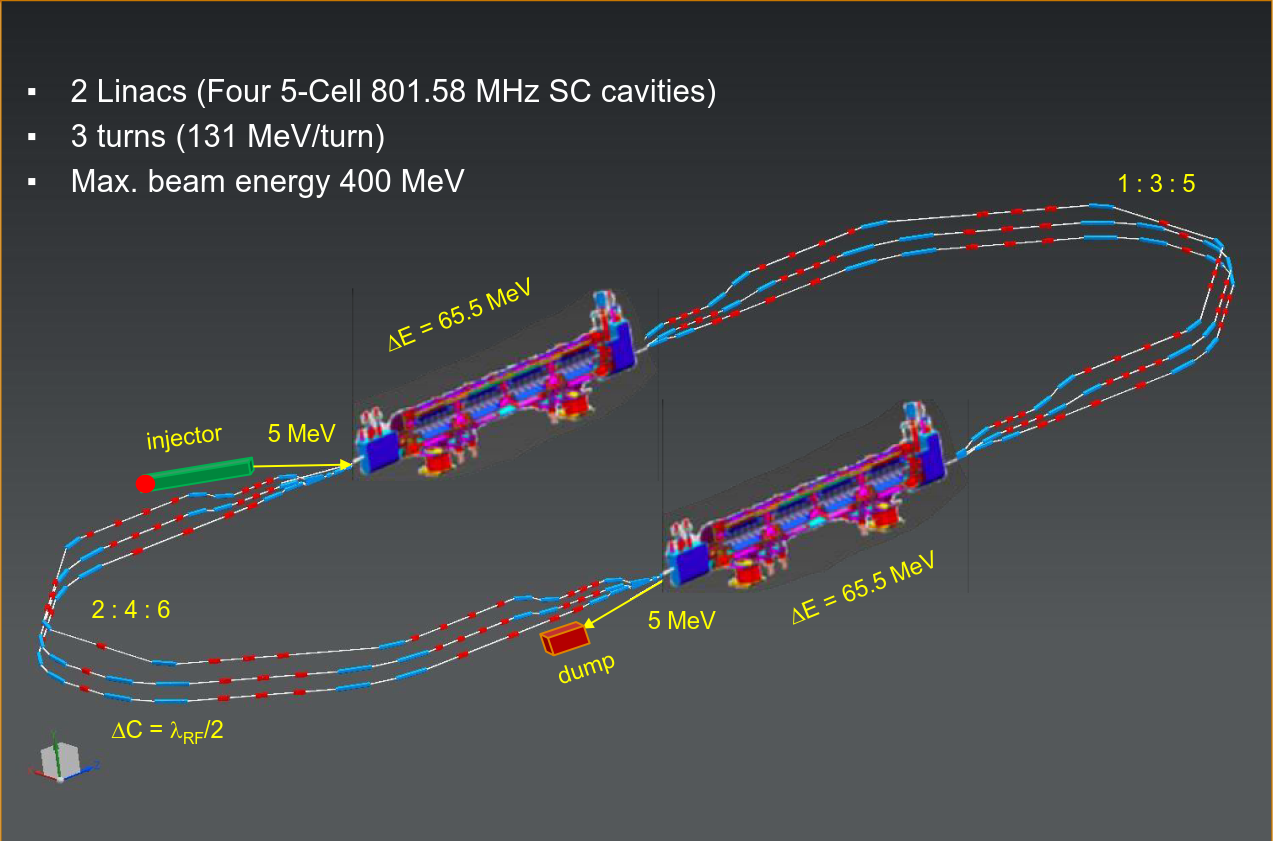 ▪ 2 Linacs (Four 5-Cell 801.58 MHz SC cavities)
▪ 3 turns (131 MeV/turn)
▪ Max. beam energy 400 MeV
1 : 3 : 5
ΔE = 65.5 MeV
injector
5 MeV
2 : 4 : 6
5 MeV
ΔE = 65.5 MeV
dump
ΔC = λRF/2